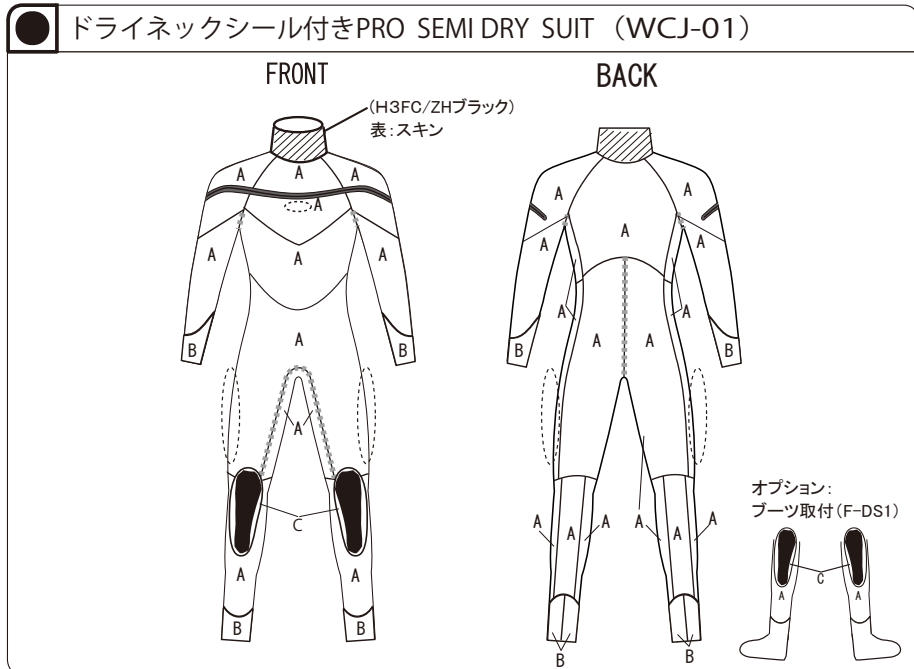 ドライネックシール付きPRO SEMI DRY SUIT （WCJ-01）
FRONT
BACK
(H3FC/ZHブラック)
表:スキン
A A A
A
A A A
A
B B
A
C
A A
B B
A A
A A A
A A
A A
B B
A A A A A A
B B
オプション:
ブーツ取付(F-DS1)
C
A A